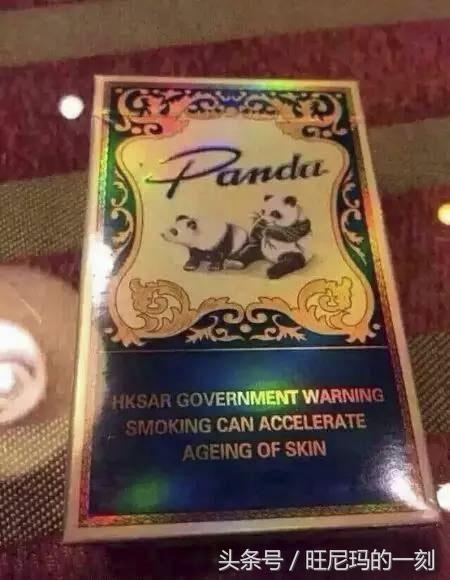 Panda
HKSAR GOVERNMENT WARNING
SMOKING CAN ACCELERATE
AGEING OF SKIN
头条号 / 旺尼玛的一刻